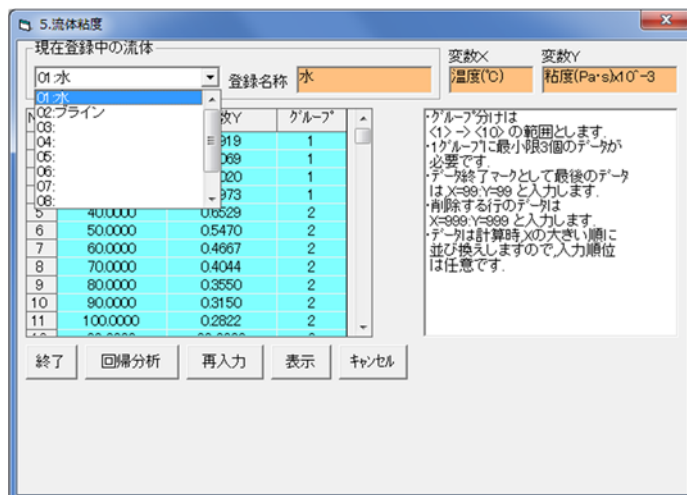 5.流体粘度
現在登録中の流体
変数X 変数Y
01:水 登録名称 水 温度(℃) 粘度(Pa・s)x10^-3
01:水
02:ブライン
03:
04:
05:
06:
07:
08:
数Y グループ
919 1
069 1
020 1
973 1
5 40.0000 0.6529 2
6 50.0000 0.5470 2
7 60.0000 0.4667 2
8 70.0000 0.4044 2
9 80.0000 0.3550 2
10 90.0000 0.3150 2
11 100.0000 0.2822 2
・グループ分けは
<1> -> <10> の範囲とします.
・1グループに最小限3個のデータが
必要です.
・データ終了マークとして最後のデータ
は X=99:Y=99 と入力します.
・削除する行のデータは
X=999:Y=999 と入力します.
・データは計算時,Xの大きい順に
並び換えしますので,入力順位
は任意です.
終了 回帰分析 再入力 表示 キャンセル